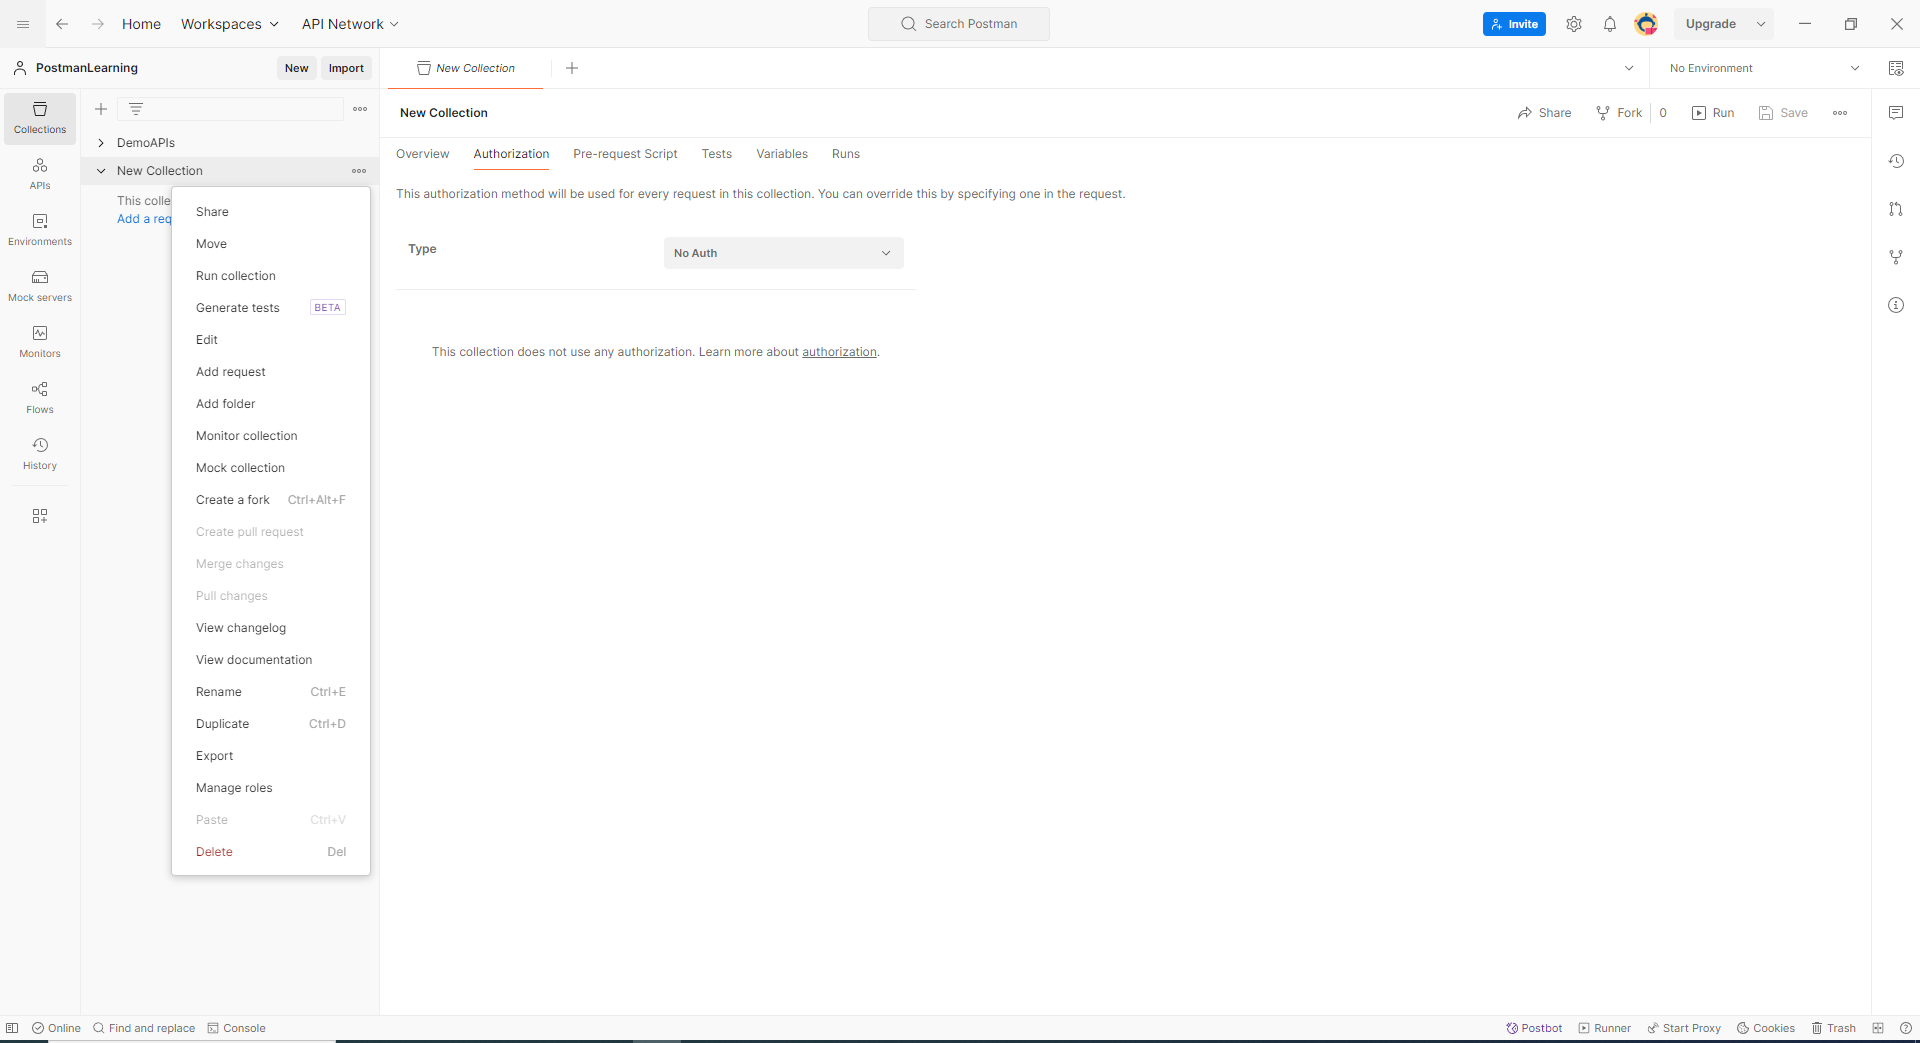 Home Workspaces API Network Search Postman Invite Upgrade
PostmanLearning New Import New Collection No Environment
Collections
DemoAPIs
New Collection
This colle
Add a req
APIs
Environments
Mock servers
Monitors
Flows
History
Share
Move
Run collection
Generate tests BETA
Edit
Add request
Add folder
Monitor collection
Mock collection
Create a fork Ctrl+Alt+F
Create pull request
Merge changes
Pull changes
View changelog
View documentation
Rename Ctrl+E
Duplicate Ctrl+D
Export
Manage roles
Paste Ctrl+V
Delete Del
New Collection Share Fork 0 Run Save
Overview Authorization Pre-request Script Tests Variables Runs
This authorization method will be used for every request in this collection. You can override this by specifying one in the request.
Type No Auth
This collection does not use any authorization. Learn more about authorization.
Online Find and replace Console Postbot Runner Start Proxy Cookies Trash